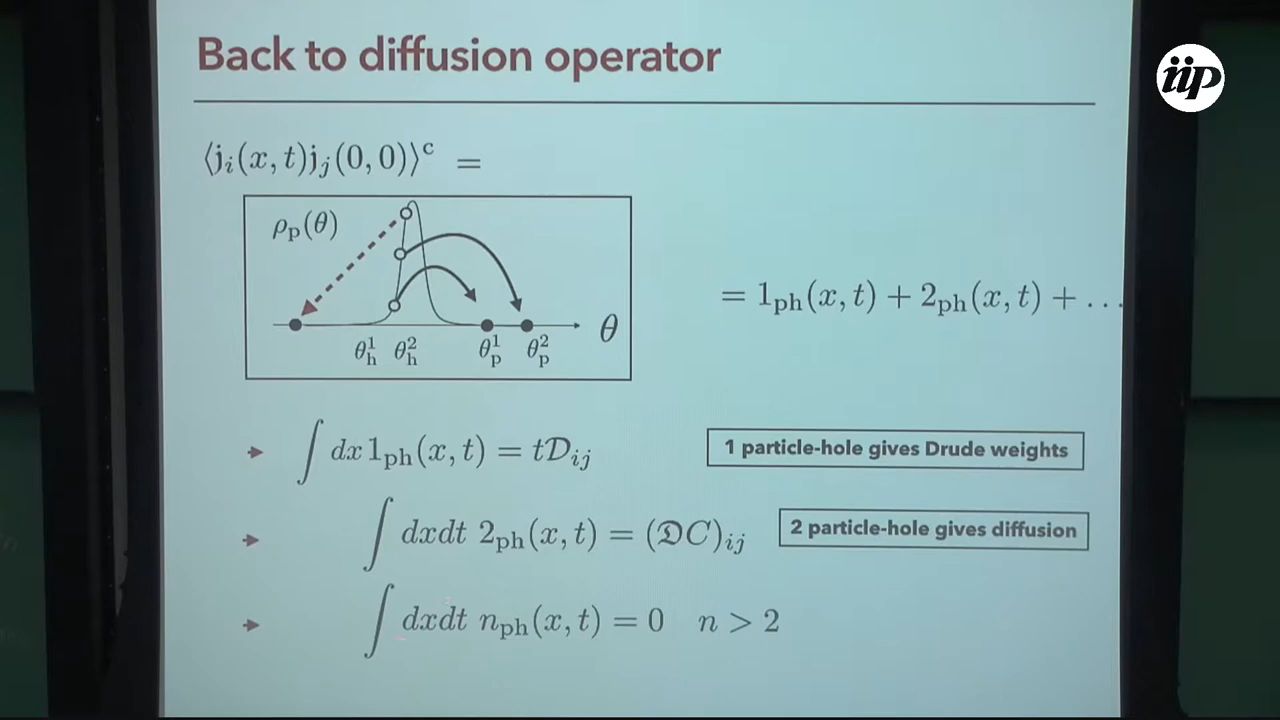 Back to diffusion operator
iip
⟨j_i(x, t)j_j(0, 0)⟩^c =
ρ_p(θ)
θ
θ_h^1 θ_h^2 θ_p^1 θ_p^2
= 1_ph(x, t) + 2_ph(x, t) + ...
∫ dx 1_ph(x, t) = t𝒟_ij
1 particle-hole gives Drude weights
∫ dxdt 2_ph(x, t) = (𝔇C)_ij
2 particle-hole gives diffusion
∫ dxdt n_ph(x, t) = 0 n > 2